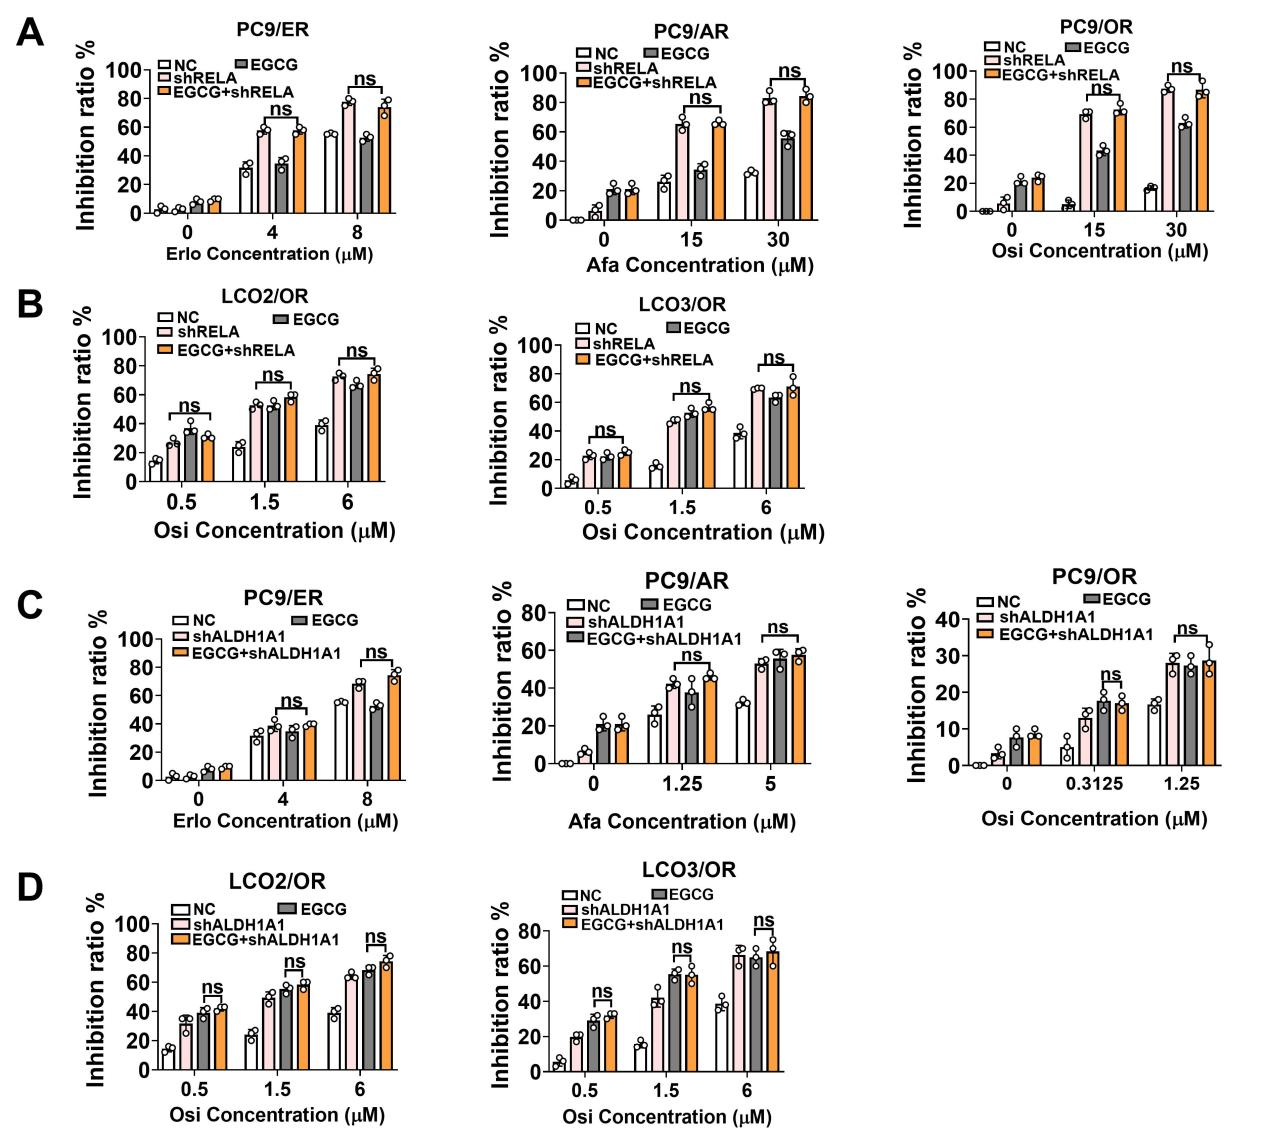 A
PC9/ER
NC EGCG
shRELA
EGCG+shRELA
Inhibition ratio %
100
80
60
40
20
0
ns ns
0 4 8
Erlo Concentration (μM)
PC9/AR
NC EGCG
shRELA
EGCG+shRELA
Inhibition ratio %
100
80
60
40
20
0
ns ns
0 15 30
Afa Concentration (μM)
PC9/OR
NC EGCG
shRELA
EGCG+shRELA
Inhibition ratio %
100
80
60
40
20
0
ns ns
0 15 30
Osi Concentration (μM)
B
LCO2/OR
NC EGCG
shRELA
EGCG+shRELA
Inhibition ratio %
100
80
60
40
20
0
ns ns ns
0.5 1.5 6
Osi Concentration (μM)
LCO3/OR
NC EGCG
shRELA
EGCG+shRELA
Inhibition ratio %
100
80
60
40
20
0
ns ns ns
0.5 1.5 6
Osi Concentration (μM)
C
PC9/ER
NC EGCG
shALDH1A1
EGCG+shALDH1A1
Inhibition ratio %
100
80
60
40
20
0
ns ns
0 4 8
Erlo Concentration (μM)
PC9/AR
NC EGCG
shALDH1A1
EGCG+shALDH1A1
Inhibition ratio %
80
60
40
20
0
ns ns
0 1.25 5
Afa Concentration (μM)
PC9/OR
NC EGCG
shALDH1A1
EGCG+shALDH1A1
Inhibition ratio %
40
30
20
10
0
ns ns
0 0.3125 1.25
Osi Concentration (μM)
D
LCO2/OR
NC EGCG
shALDH1A1
EGCG+shALDH1A1
Inhibition ratio %
100
80
60
40
20
0
ns ns ns
0.5 1.5 6
Osi Concentration (μM)
LCO3/OR
NC EGCG
shALDH1A1
EGCG+shALDH1A1
Inhibition ratio %
80
60
40
20
0
ns ns ns
0.5 1.5 6
Osi Concentration (μM)